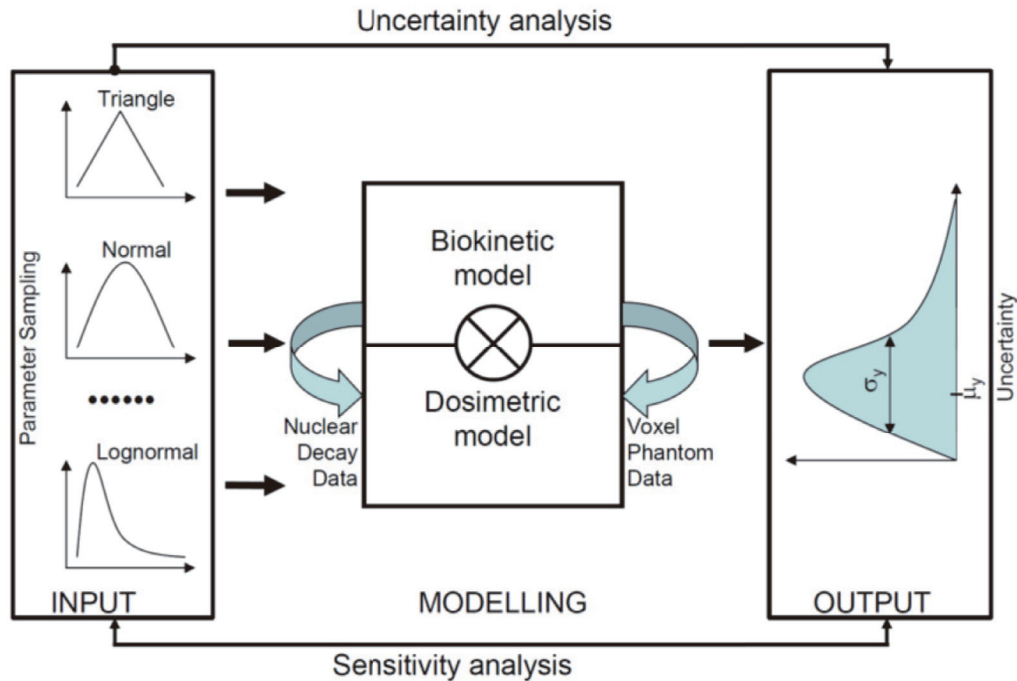 Uncertainty analysis
Parameter Sampling
Triangle
Normal
Lognormal
INPUT
Biokinetic
model
Dosimetric
model
Nuclear
Decay
Data
Voxel
Phantom
Data
MODELLING
σy
μy
Uncertainty
OUTPUT
Sensitivity analysis